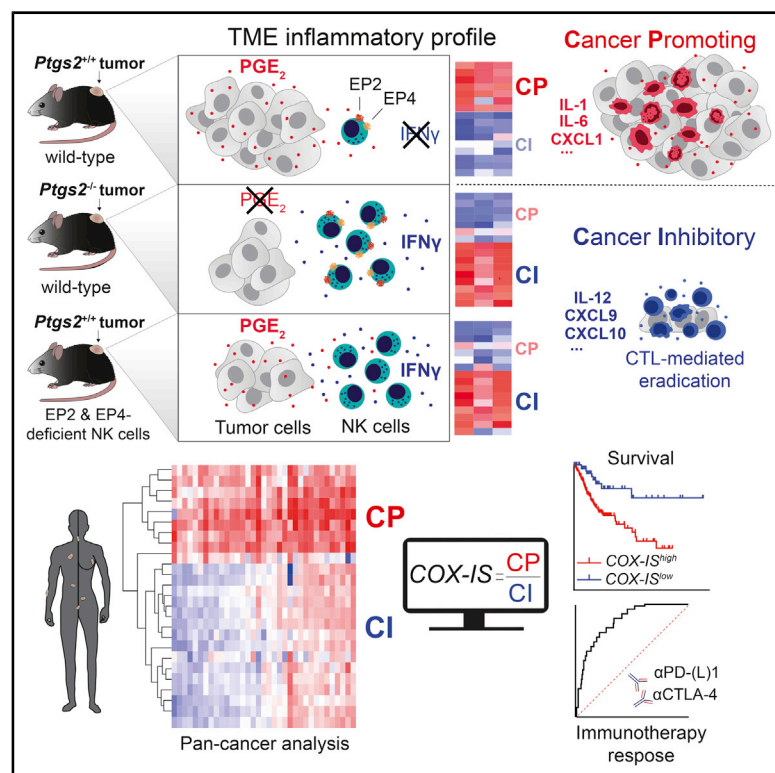 TME inflammatory profile
Cancer Promoting
Ptgs2+/+ tumor
wild-type
PGE2
EP2
EP4
IFNγ
CP
CI
IL-1
IL-6
CXCL1
...
Ptgs2-/- tumor
wild-type
PGE2
IFNγ
CP
CI
Cancer Inhibitory
IL-12
CXCL9
CXCL10
...
CTL-mediated
eradication
Ptgs2+/+ tumor
EP2 & EP4-
deficient NK cells
PGE2
IFNγ
Tumor cells
NK cells
CP
CI
CP
CI
Pan-cancer analysis
COX-IS = CP
CI
Survival
COX-IShigh
COX-ISlow
αPD-(L)1
αCTLA-4
Immunotherapy
respose